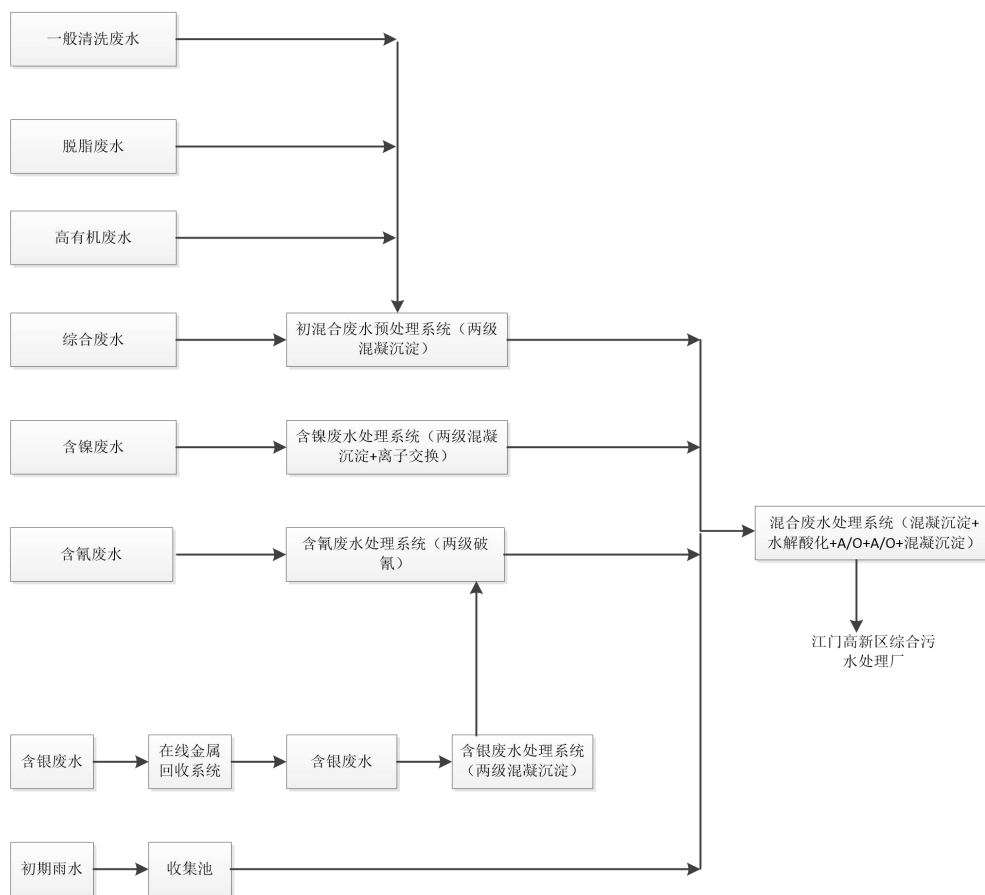 一般清洗废水
脱脂废水
高有机废水
综合废水
初混合废水预处理系统（两级
混凝沉淀）
含镍废水
含镍废水处理系统（两级混凝
沉淀+离子交换）
含氰废水
含氰废水处理系统（两级破
氰）
混合废水处理系统（混凝沉淀+
水解酸化+A/O+A/O+混凝沉淀）
江门高新区综合污
水处理厂
含银废水
在线金属
回收系统
含银废水
含银废水处理系统
（两级混凝沉淀）
初期雨水
收集池